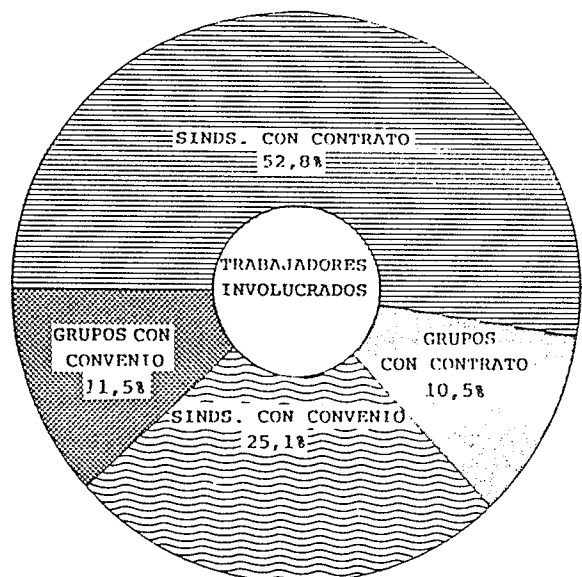 SINDS. CON CONTRATO
52,8%
TRABAJADORES
INVOLUCRADOS
GRUPOS CON
CONVENIO
11,5%
GRUPOS
CON CONTRATO
10,5%
SINDS. CON CONVENIO
25,1%